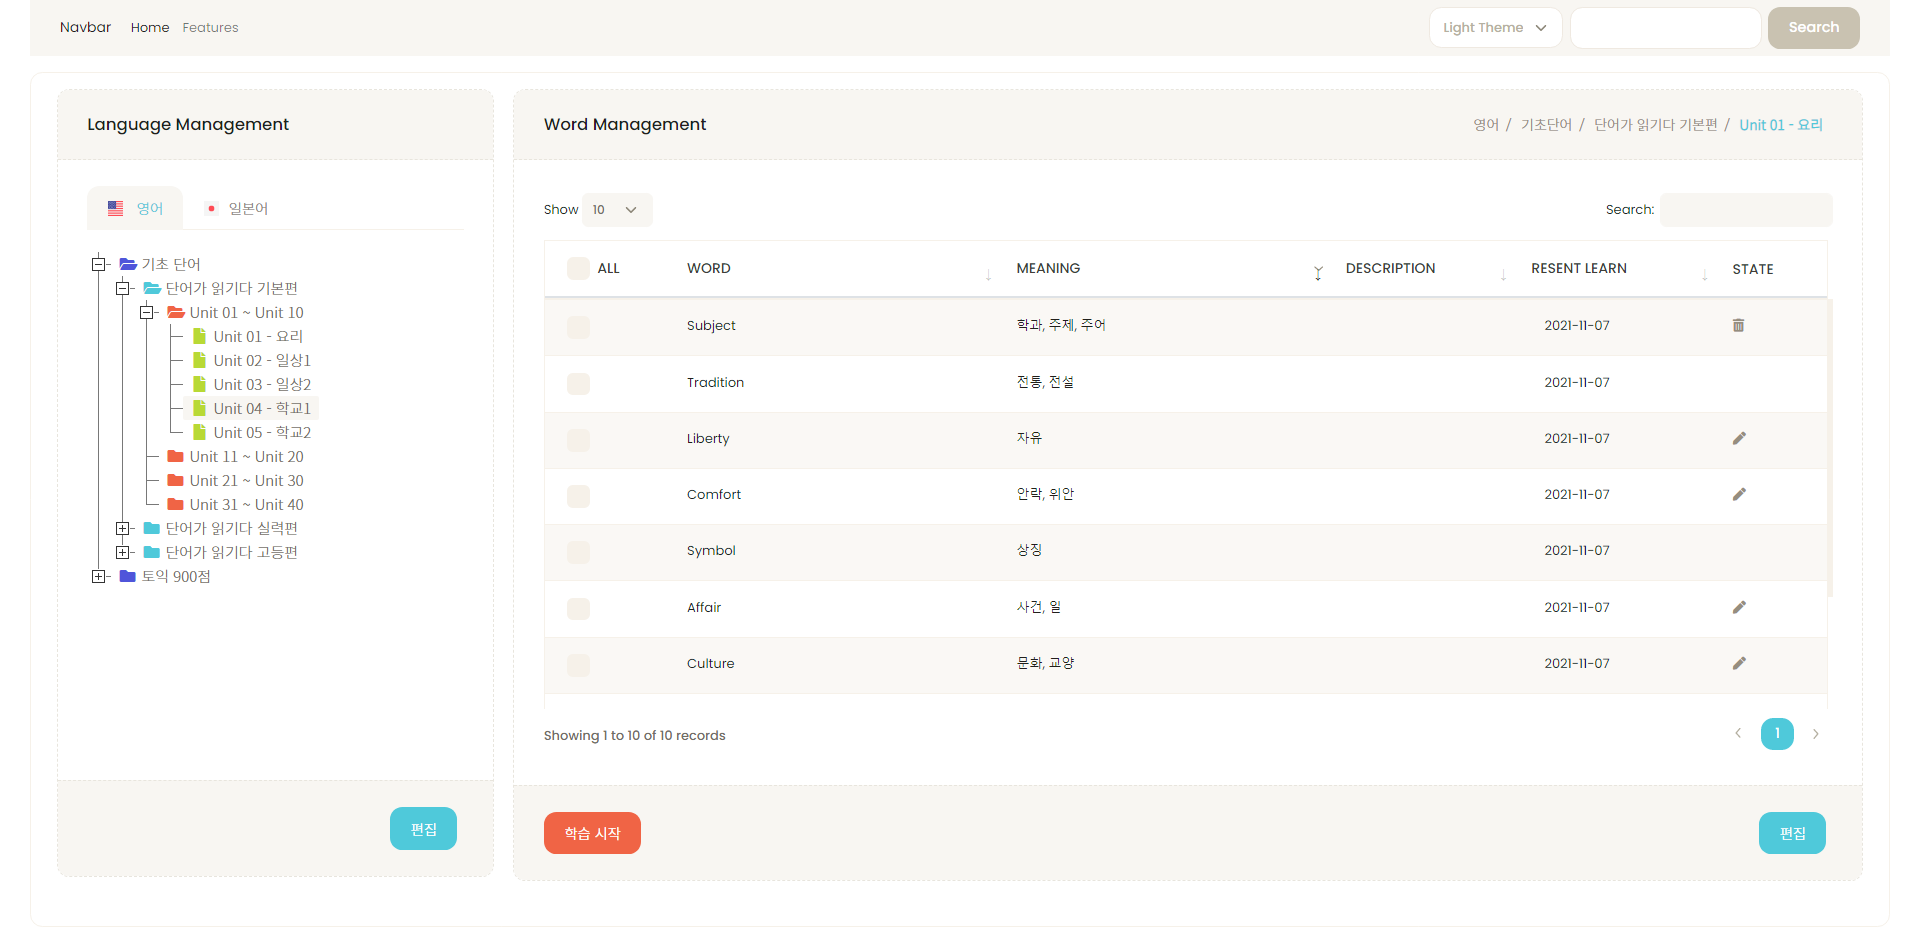 Navbar Home Features Light Theme Search
Language Management
영어 일본어
기초 단어
단어가 읽기다 기본편
Unit 01 ~ Unit 10
Unit 01 - 요리
Unit 02 - 일상1
Unit 03 - 일상2
Unit 04 - 학교1
Unit 05 - 학교2
Unit 11 ~ Unit 20
Unit 21 ~ Unit 30
Unit 31 ~ Unit 40
단어가 읽기다 실력편
단어가 읽기다 고등편
토익 900점
편집
Word Management 영어 / 기초단어 / 단어가 읽기다 기본편 / Unit 01 - 요리
Show 10 Search:
ALL WORD MEANING DESCRIPTION RESENT LEARN STATE
Subject 학과, 주제, 주어 2021-11-07
Tradition 전통, 전설 2021-11-07
Liberty 자유 2021-11-07
Comfort 안락, 위안 2021-11-07
Symbol 상징 2021-11-07
Affair 사건, 일 2021-11-07
Culture 문화, 교양 2021-11-07
Showing 1 to 10 of 10 records 1
학습 시작 편집